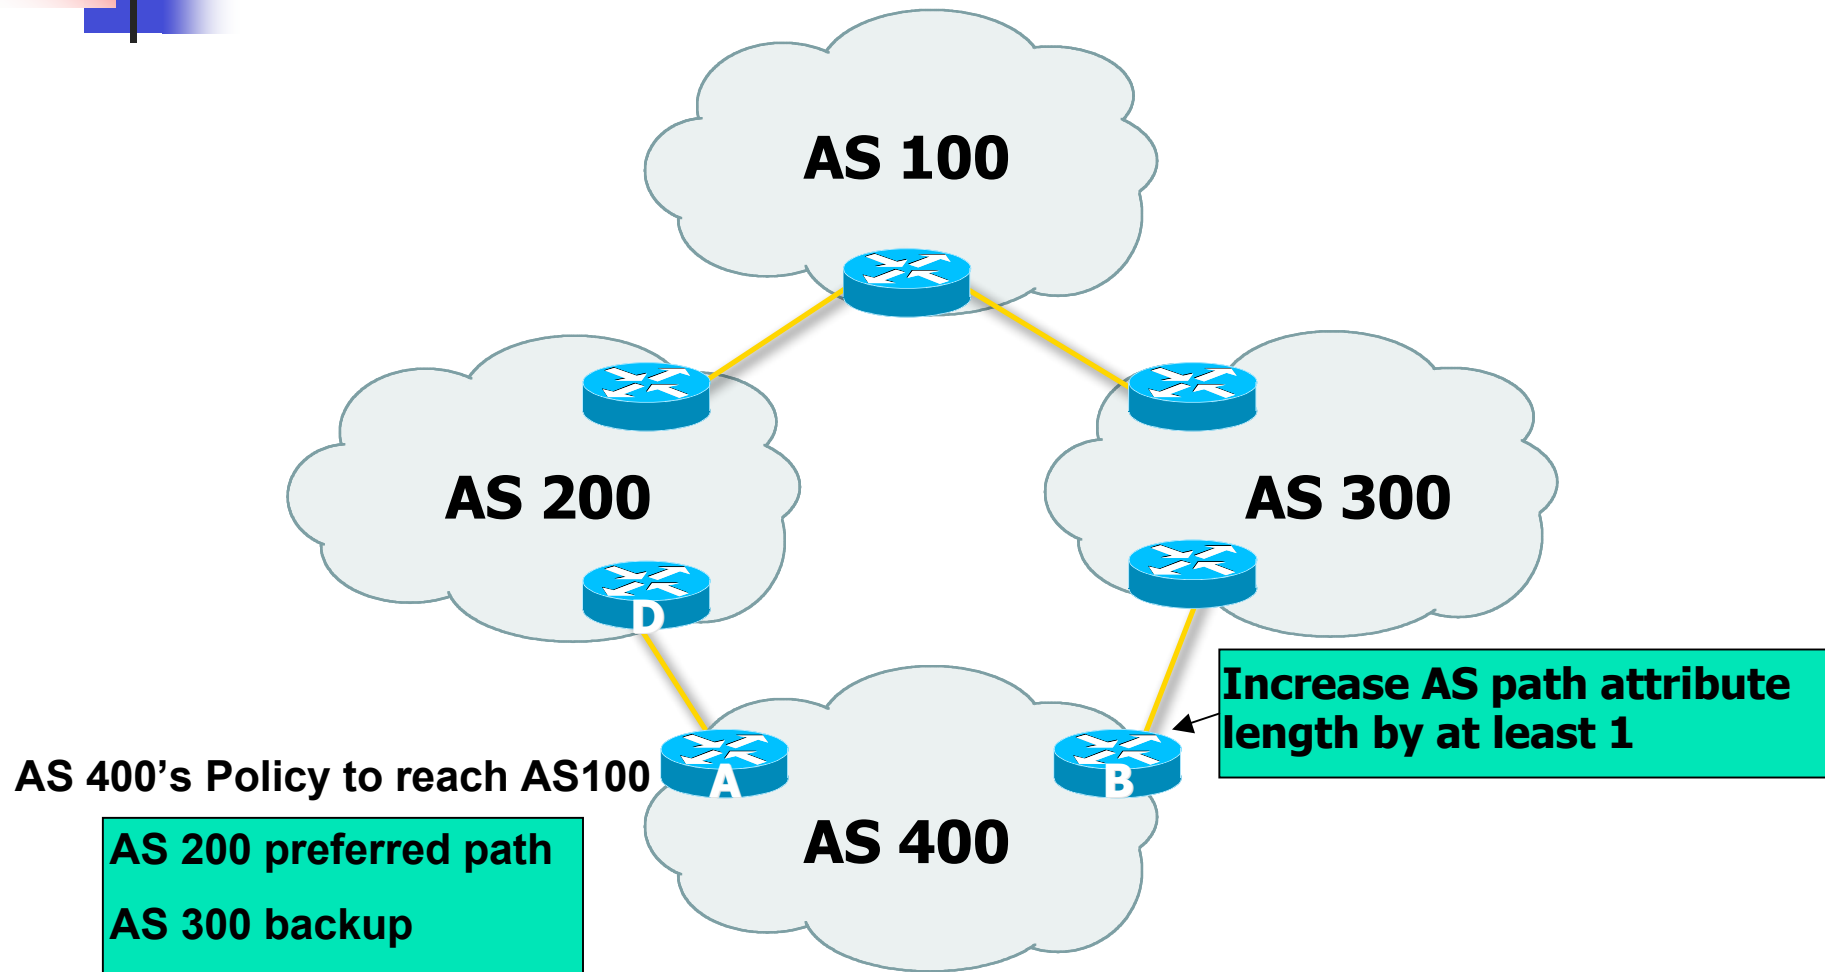 AS 100
AS 200
AS 300
D
Increase AS path attribute
length by at least 1
AS 400’s Policy to reach AS100
A
B
AS 200 preferred path
AS 400
AS 300 backup